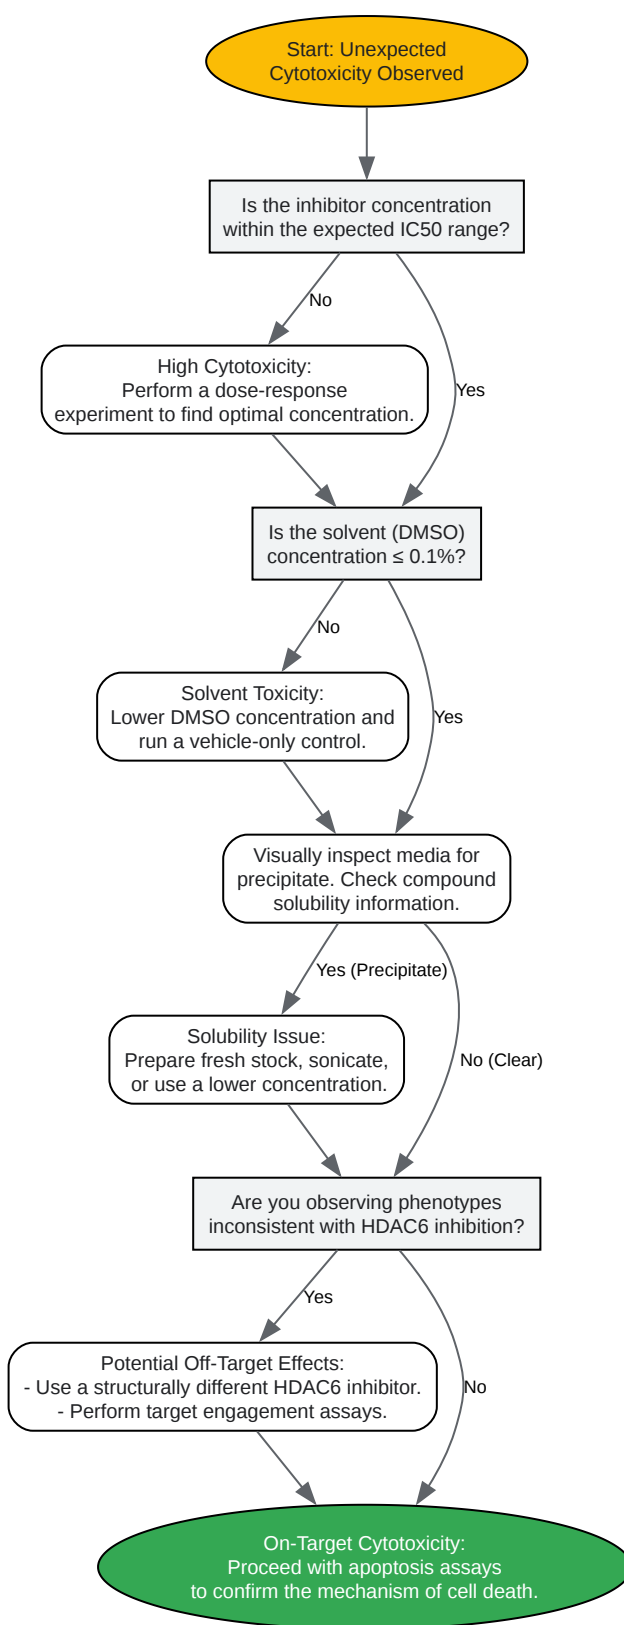 Start: Unexpected
Cytotoxicity Observed
Is the inhibitor concentration
within the expected IC50 range?
No
Yes
High Cytotoxicity:
Perform a dose-response
experiment to find optimal concentration.
Is the solvent (DMSO)
concentration ≤ 0.1%?
No
Yes
Solvent Toxicity:
Lower DMSO concentration and
run a vehicle-only control.
Visually inspect media for
precipitate. Check compound
solubility information.
Yes (Precipitate)
No (Clear)
Solubility Issue:
Prepare fresh stock, sonicate,
or use a lower concentration.
Are you observing phenotypes
inconsistent with HDAC6 inhibition?
Yes
No
Potential Off-Target Effects:
- Use a structurally different HDAC6 inhibitor.
- Perform target engagement assays.
On-Target Cytotoxicity:
Proceed with apoptosis assays
to confirm the mechanism of cell death.